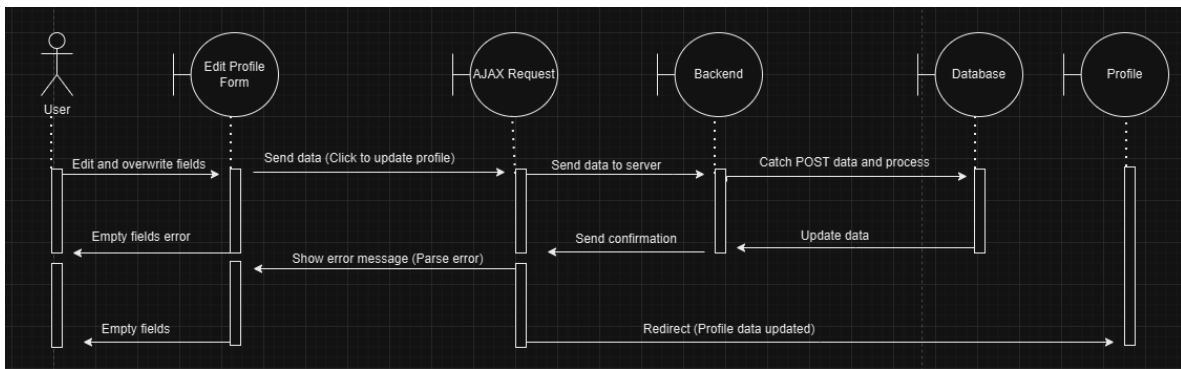 User
Edit Profile
Form
AJAX Request
Backend
Database
Profile
Edit and overwrite fields
Send data (Click to update profile)
Send data to server
Catch POST data and process
Empty fields error
Send confirmation
Update data
Show error message (Parse error)
Empty fields
Redirect (Profile data updated)